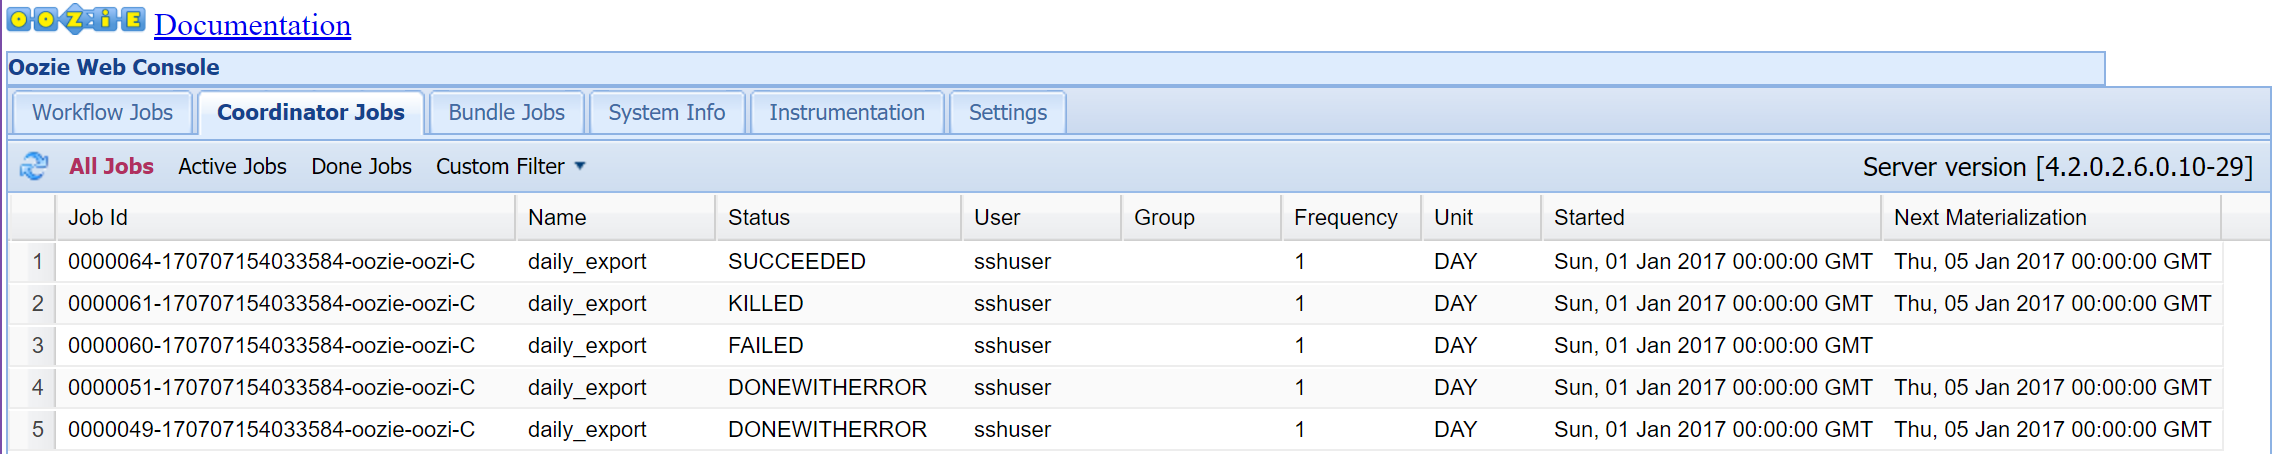 OOZIE Documentation
Oozie Web Console
Workflow Jobs Coordinator Jobs Bundle Jobs System Info Instrumentation Settings
All Jobs Active Jobs Done Jobs Custom Filter Server version [4.2.0.2.6.0.10-29]
Job Id Name Status User Group Frequency Unit Started Next Materialization
1 0000064-170707154033584-oozie-oozi-C daily_export SUCCEEDED sshuser 1 DAY Sun, 01 Jan 2017 00:00:00 GMT Thu, 05 Jan 2017 00:00:00 GMT
2 0000061-170707154033584-oozie-oozi-C daily_export KILLED sshuser 1 DAY Sun, 01 Jan 2017 00:00:00 GMT Thu, 05 Jan 2017 00:00:00 GMT
3 0000060-170707154033584-oozie-oozi-C daily_export FAILED sshuser 1 DAY Sun, 01 Jan 2017 00:00:00 GMT
4 0000051-170707154033584-oozie-oozi-C daily_export DONEWITHERROR sshuser 1 DAY Sun, 01 Jan 2017 00:00:00 GMT Thu, 05 Jan 2017 00:00:00 GMT
5 0000049-170707154033584-oozie-oozi-C daily_export DONEWITHERROR sshuser 1 DAY Sun, 01 Jan 2017 00:00:00 GMT Thu, 05 Jan 2017 00:00:00 GMT